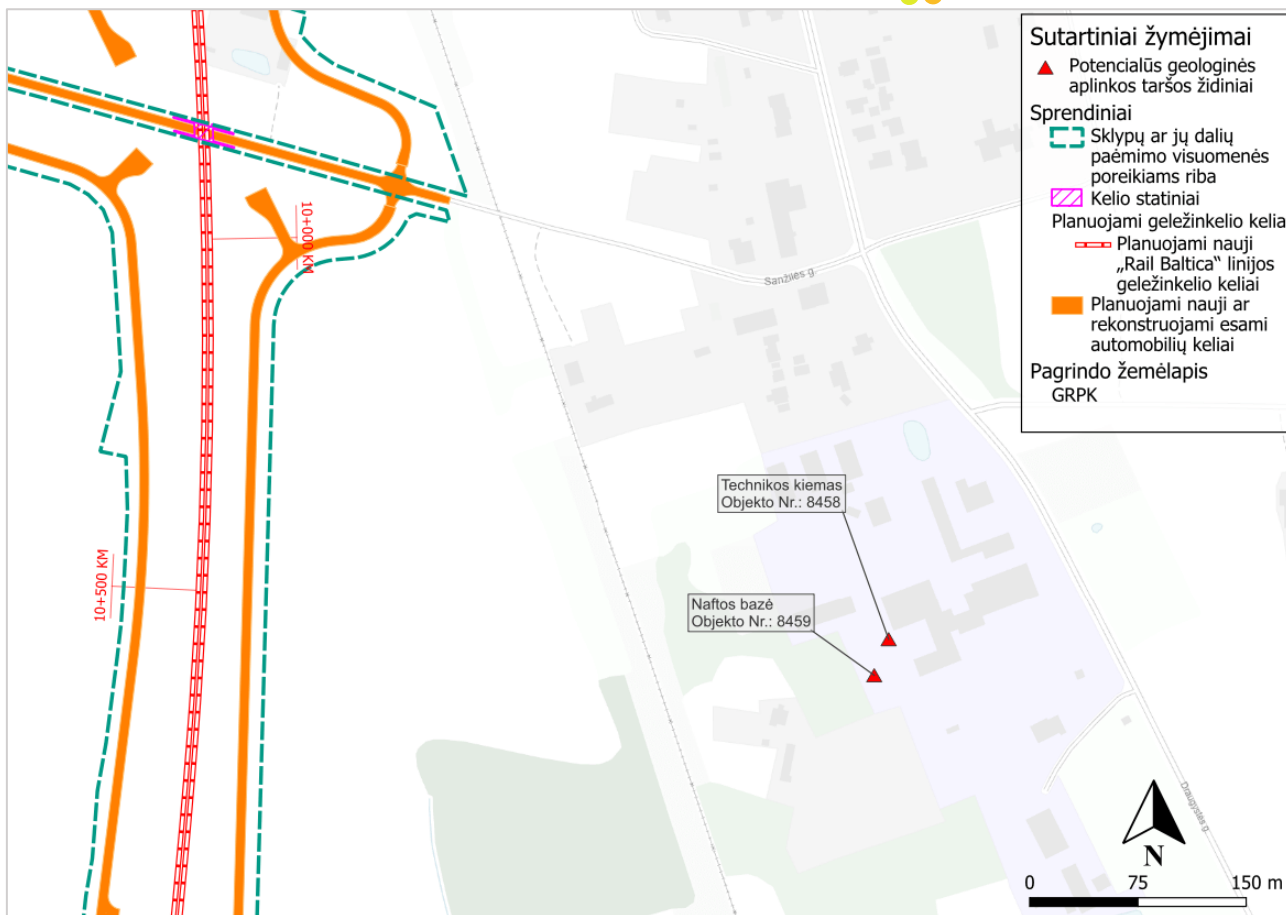 Sutartiniai žymėjimai
Potencialūs geologinės
aplinkos taršos židiniai
Sprendiniai
Sklypų ar jų dalių
paėmimo visuomenės
poreikiams riba
Kelio statiniai
Planuojami geležinkelio kelia
Planuojami nauji
„Rail Baltica“ linijos
geležinkelio keliai
Planuojami nauji ar
rekonstruojami esami
automobilių keliai
Pagrindo žemėlapis
GRPK
10+000 KM
Sanžilės g.
Technikos kiemas
Objekto Nr.: 8458
10+500 KM
Naftos bazė
Objekto Nr.: 8459
Draugystės g.
N
0 75 150 m